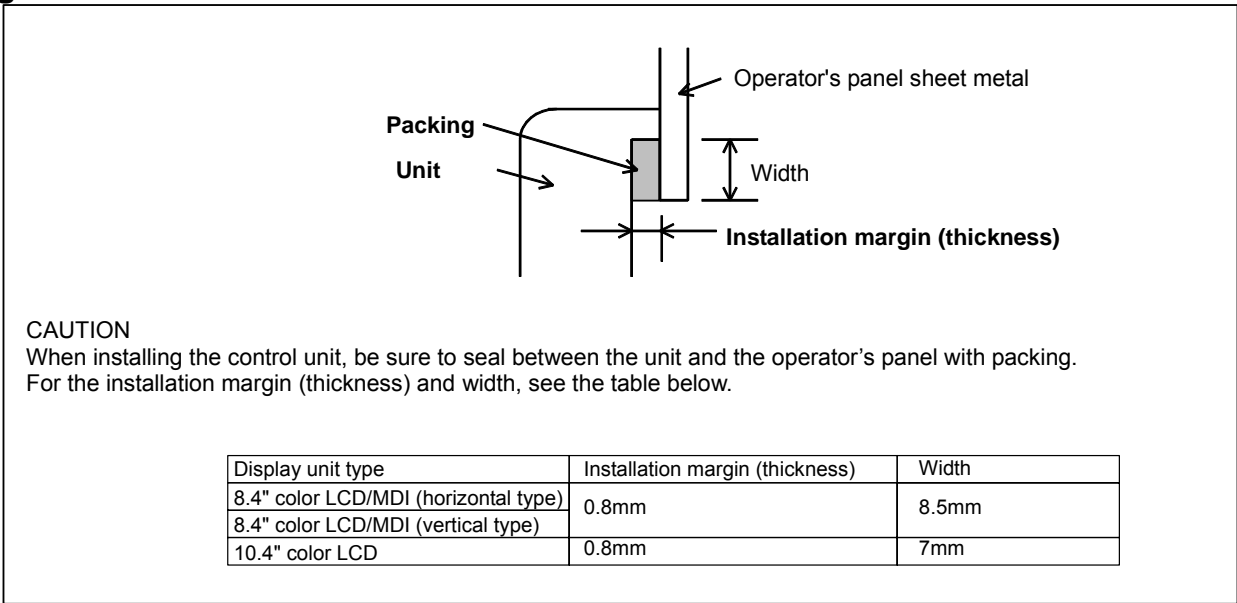 Operator's panel sheet metal
Packing
Unit
Width
Installation margin (thickness)
CAUTION
When installing the control unit, be sure to seal between the unit and the operator’s panel with packing.
For the installation margin (thickness) and width, see the table below.
Display unit type Installation margin (thickness) Width
8.4" color LCD/MDI (horizontal type) 0.8mm 8.5mm
8.4" color LCD/MDI (vertical type)
10.4" color LCD 0.8mm 7mm